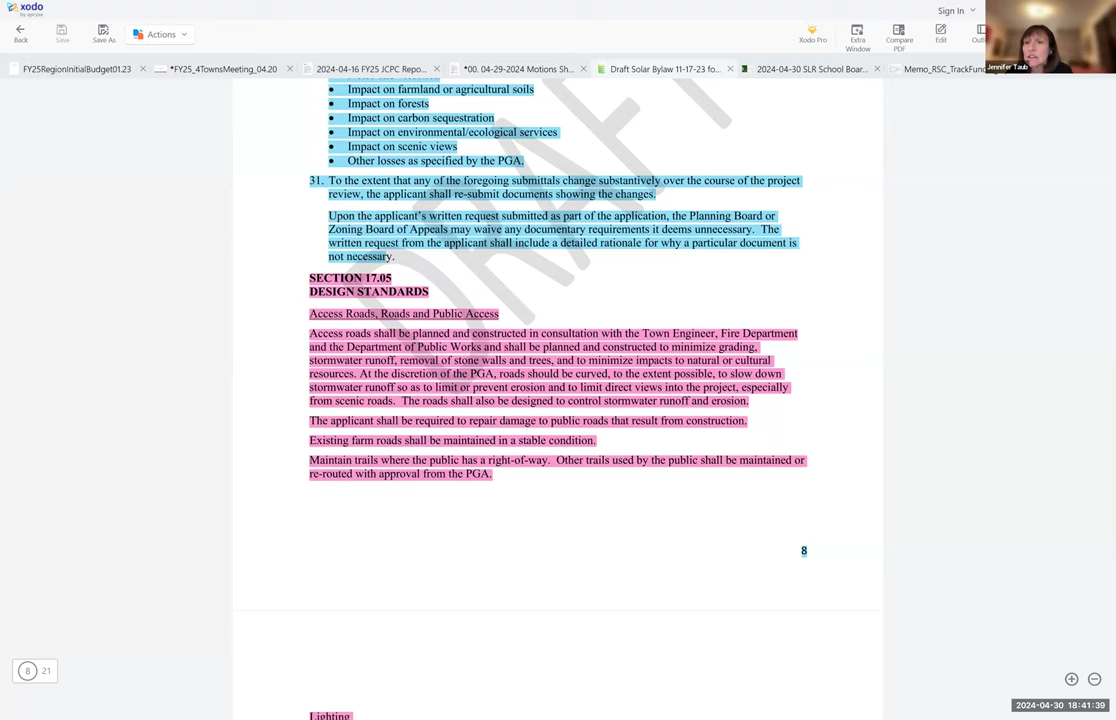 xodo
by apryse
Sign In
Back
Save
Save As
Actions
Xodo Pro
Extra Window
Compare PDF
Edit
Jennifer Taub
FY25RegionInitialBudget01.23
*FY25_4TownsMeeting_04.20
2024-04-16 FY25 JCPC Repo...
*00. 04-29-2024 Motions Sh...
Draft Solar Bylaw 11-17-23 fo...
2024-04-30 SLR School Boar...
Memo_RSC_TrackFund
• Impact on farmland or agricultural soils
• Impact on forests
• Impact on carbon sequestration
• Impact on environmental/ecological services
• Impact on scenic views
• Other losses as specified by the PGA.
31. To the extent that any of the foregoing submittals change substantively over the course of the project
review, the applicant shall re-submit documents showing the changes.
Upon the applicant's written request submitted as part of the application, the Planning Board or
Zoning Board of Appeals may waive any documentary requirements it deems unnecessary. The
written request from the applicant shall include a detailed rationale for why a particular document is
not necessary.
SECTION 17.05
DESIGN STANDARDS
Access Roads, Roads and Public Access
Access roads shall be planned and constructed in consultation with the Town Engineer, Fire Department
and the Department of Public Works and shall be planned and constructed to minimize grading,
stormwater runoff, removal of stone walls and trees, and to minimize impacts to natural or cultural
resources. At the discretion of the PGA, roads should be curved, to the extent possible, to slow down
stormwater runoff so as to limit or prevent erosion and to limit direct views into the project, especially
from scenic roads. The roads shall also be designed to control stormwater runoff and erosion.
The applicant shall be required to repair damage to public roads that result from construction.
Existing farm roads shall be maintained in a stable condition.
Maintain trails where the public has a right-of-way. Other trails used by the public shall be maintained or
re-routed with approval from the PGA.
DRAFT
8
Lighting
8 21
2024-04-30 18:41:39